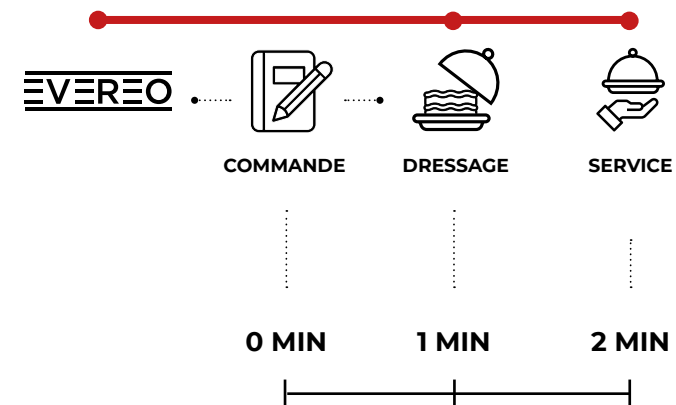 EVEREO
COMMANDE
DRESSAGE
SERVICE
0 MIN
1 MIN
2 MIN